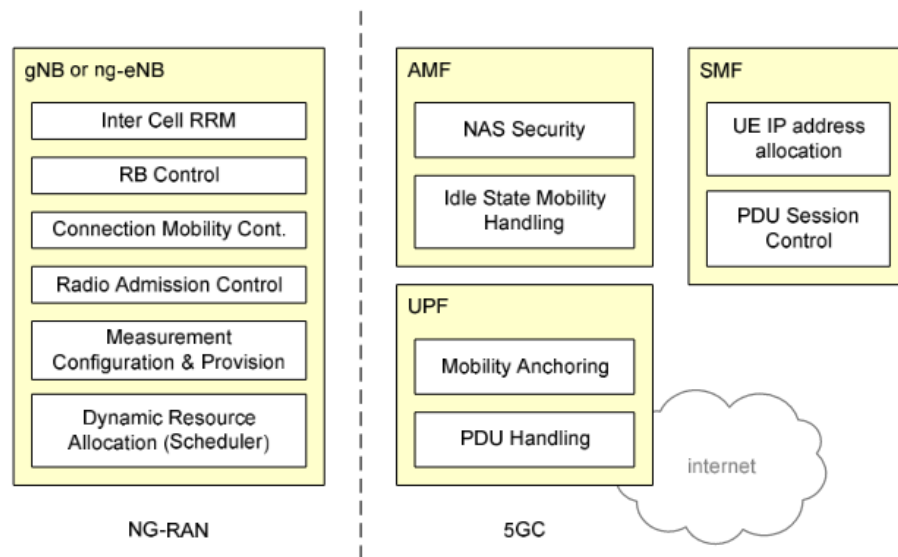 gNB or ng-eNB
Inter Cell RRM
RB Control
Connection Mobility Cont.
Radio Admission Control
Measurement
Configuration & Provision
Dynamic Resource
Allocation (Scheduler)
NG-RAN
AMF
NAS Security
Idle State Mobility
Handling
SMF
UE IP address
allocation
PDU Session
Control
UPF
Mobility Anchoring
PDU Handling
internet
5GC